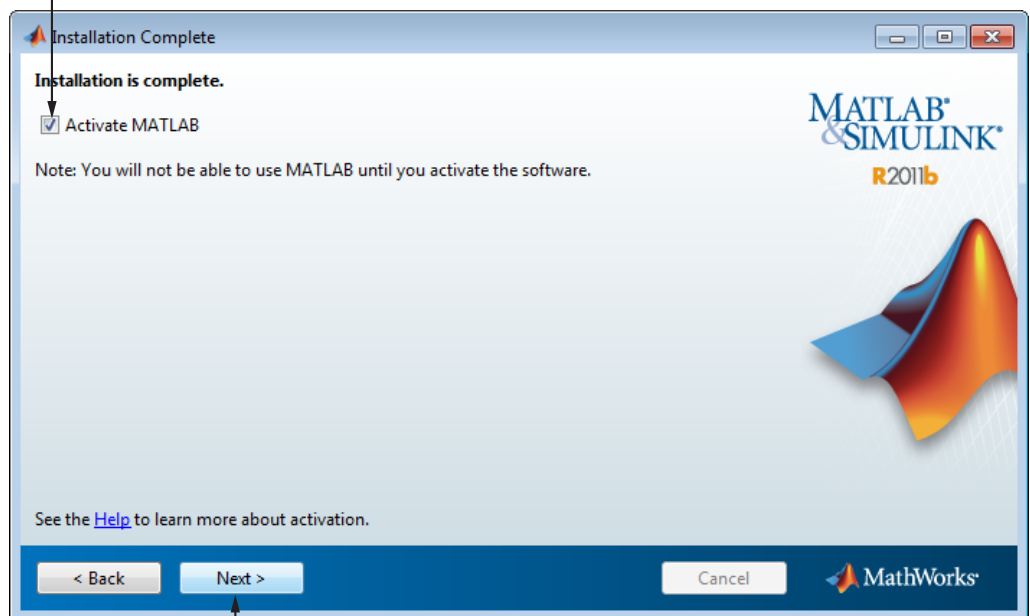 Installation Complete
Installation is complete.
Activate MATLAB
Note: You will not be able to use MATLAB until you activate the software.
MATLAB®
&SIMULINK®
R2011b
See the Help to learn more about activation.
< Back
Next >
Cancel
MathWorks®